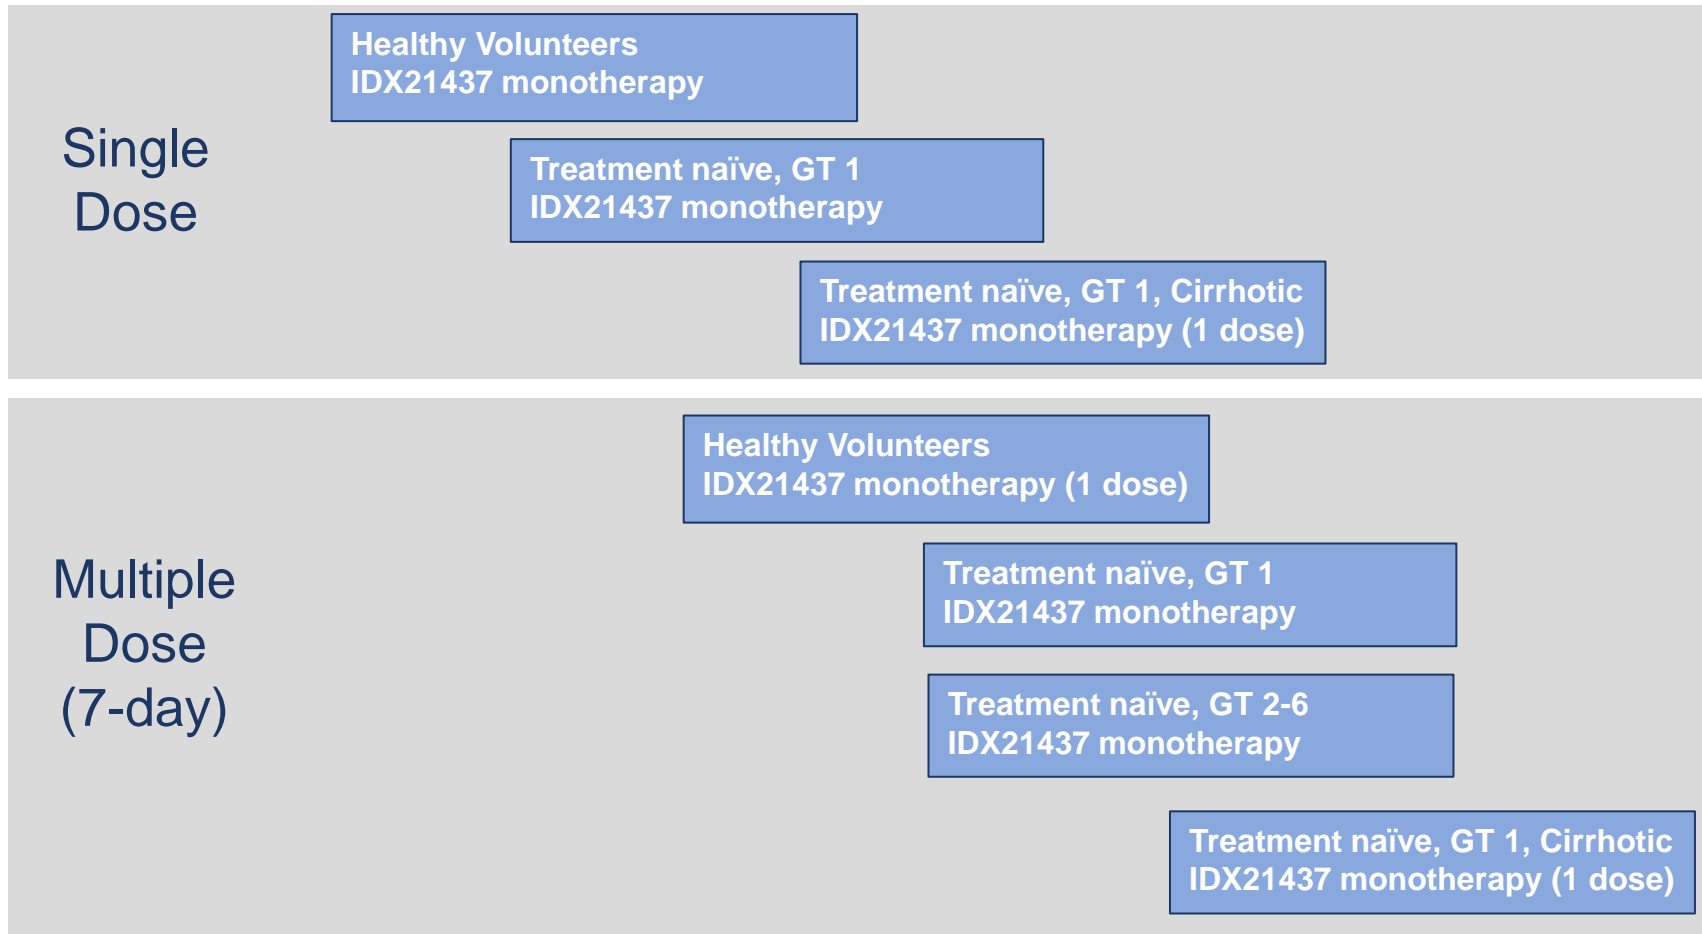 Healthy Volunteers
IDX21437 monotherapy
Single
Dose
Treatment naïve, GT 1
IDX21437 monotherapy
Treatment naïve, GT 1, Cirrhotic
IDX21437 monotherapy (1 dose)
Healthy Volunteers
IDX21437 monotherapy (1 dose)
Multiple
Dose
(7-day)
Treatment naïve, GT 1
IDX21437 monotherapy
Treatment naïve, GT 2-6
IDX21437 monotherapy
Treatment naïve, GT 1, Cirrhotic
IDX21437 monotherapy (1 dose)